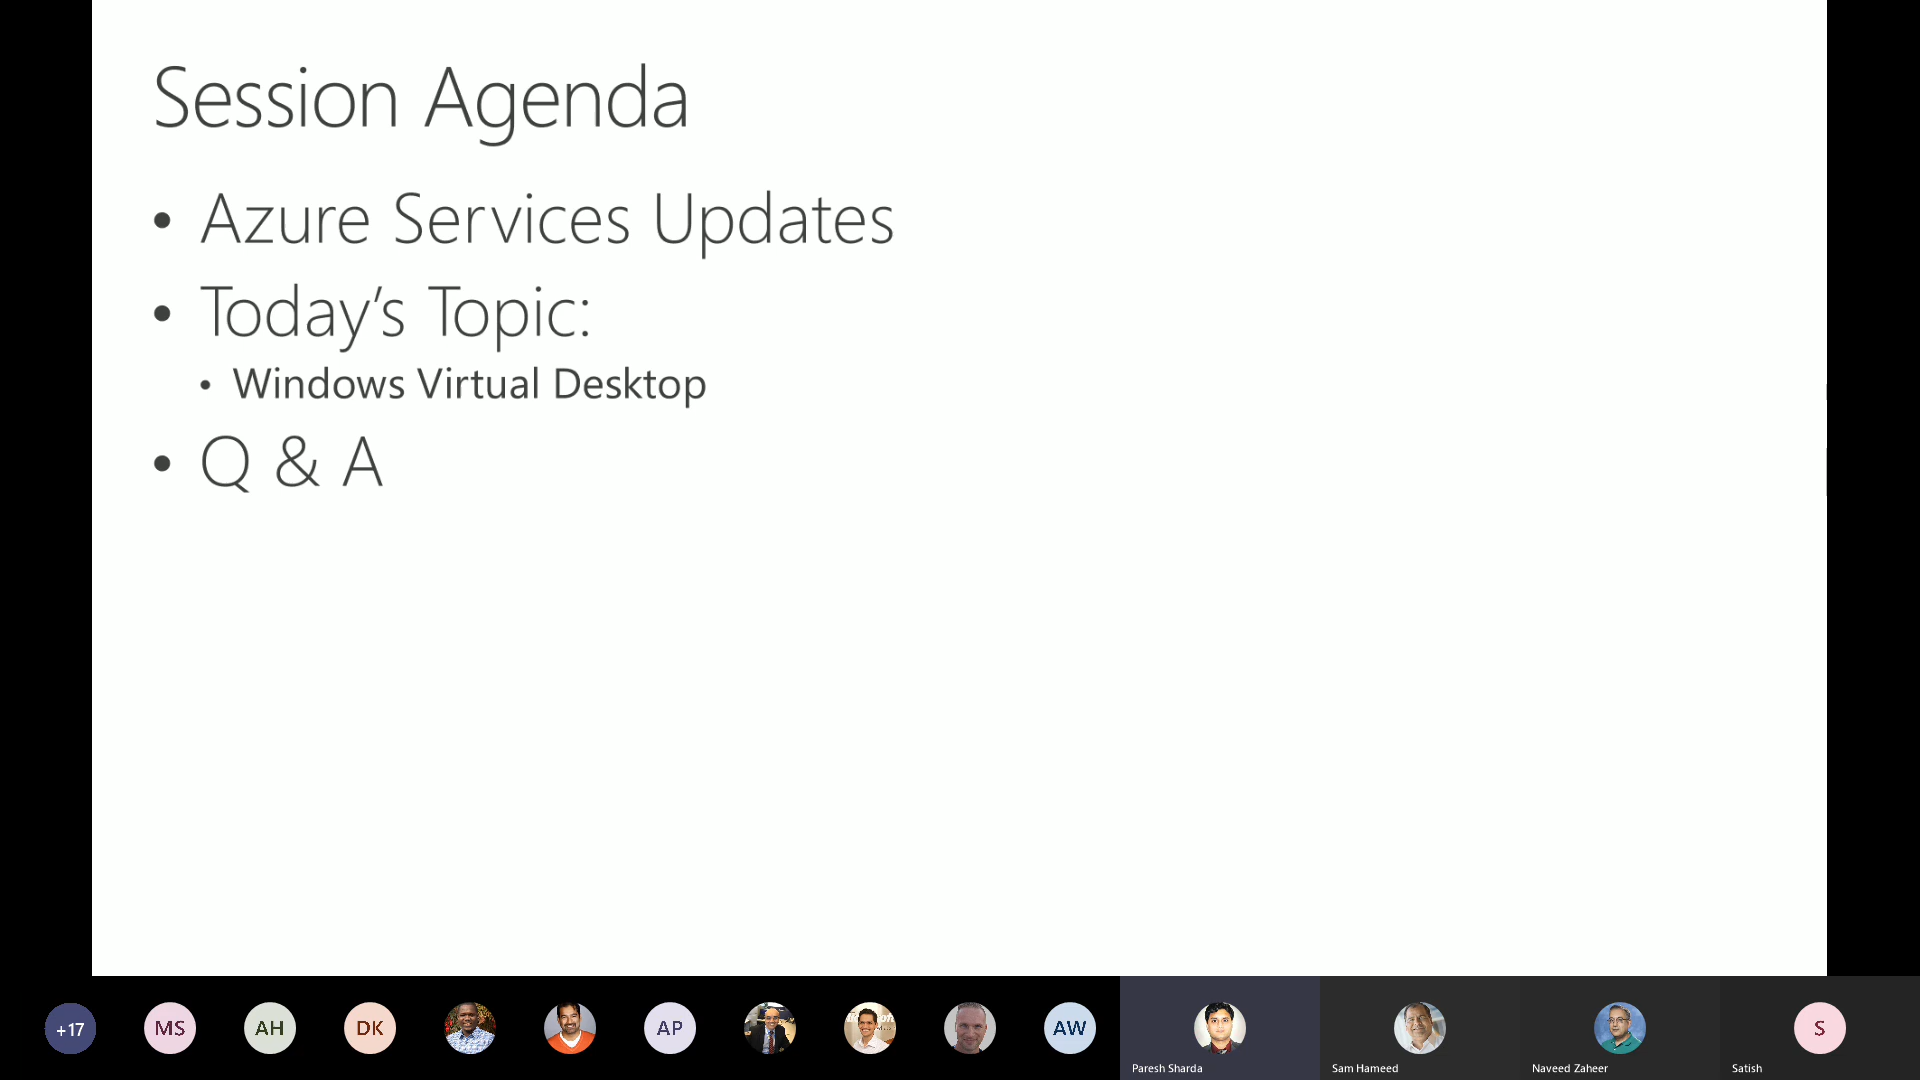 Session Agenda
• Azure Services Updates
• Today's Topic:
• Windows Virtual Desktop
• Q & A
+17
MS
AH
DK
AP
AW
S
Paresh Sharda
Sam Hameed
Naveed Zaheer
Satish